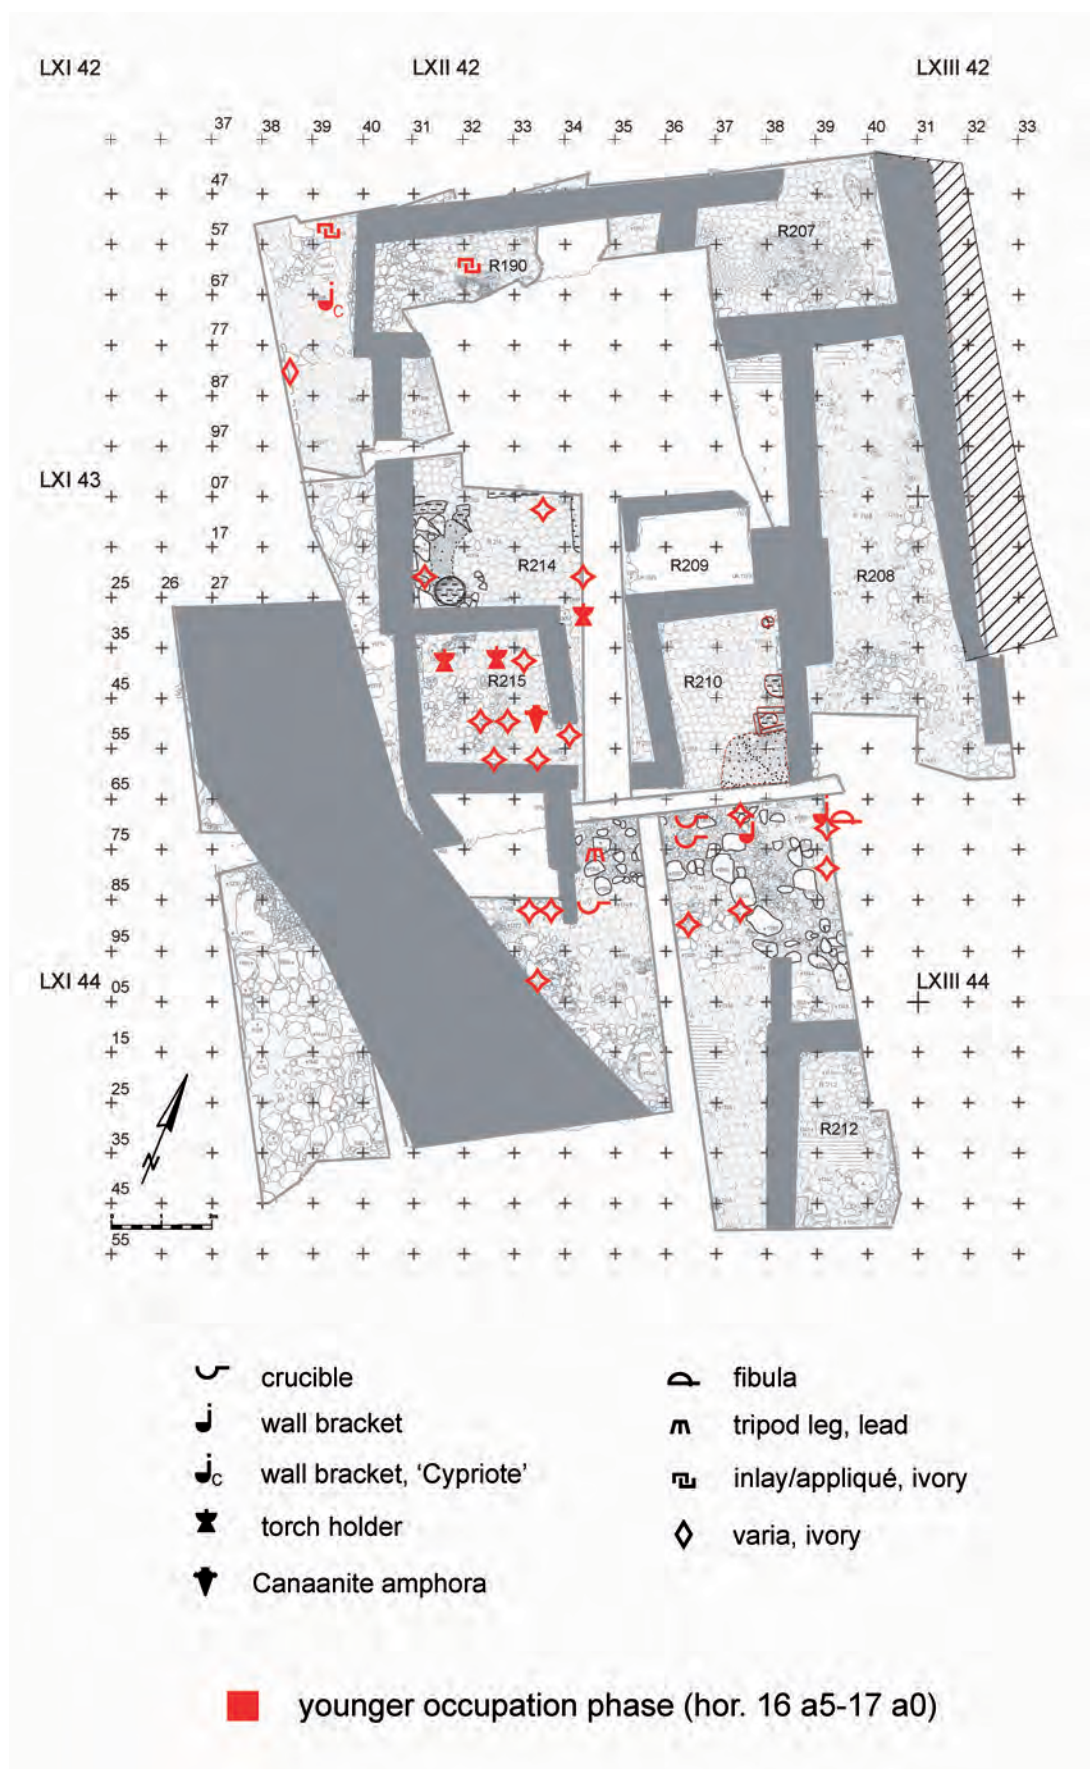 LXI 42 LXII 42 LXIII 42
37 38 39 40 31 32 33 34 35 36 37 38 39 40 31 32 33
47
57
R207
R190
67
C
77
87
97
LXI 43
07
17
R214 R209 R208
26 27
25
35
R215 R210
45
55
65
75
85
95
LXI 44 LXIII 44
05
15
25
R212
35
N
45
55
crucible
wall bracket
C wall bracket, ‘Cypriote’
torch holder
Canaanite amphora
fibula
tripod leg, lead
inlay/appliqué, ivory
varia, ivory
younger occupation phase (hor. 16 a5-17 a0)